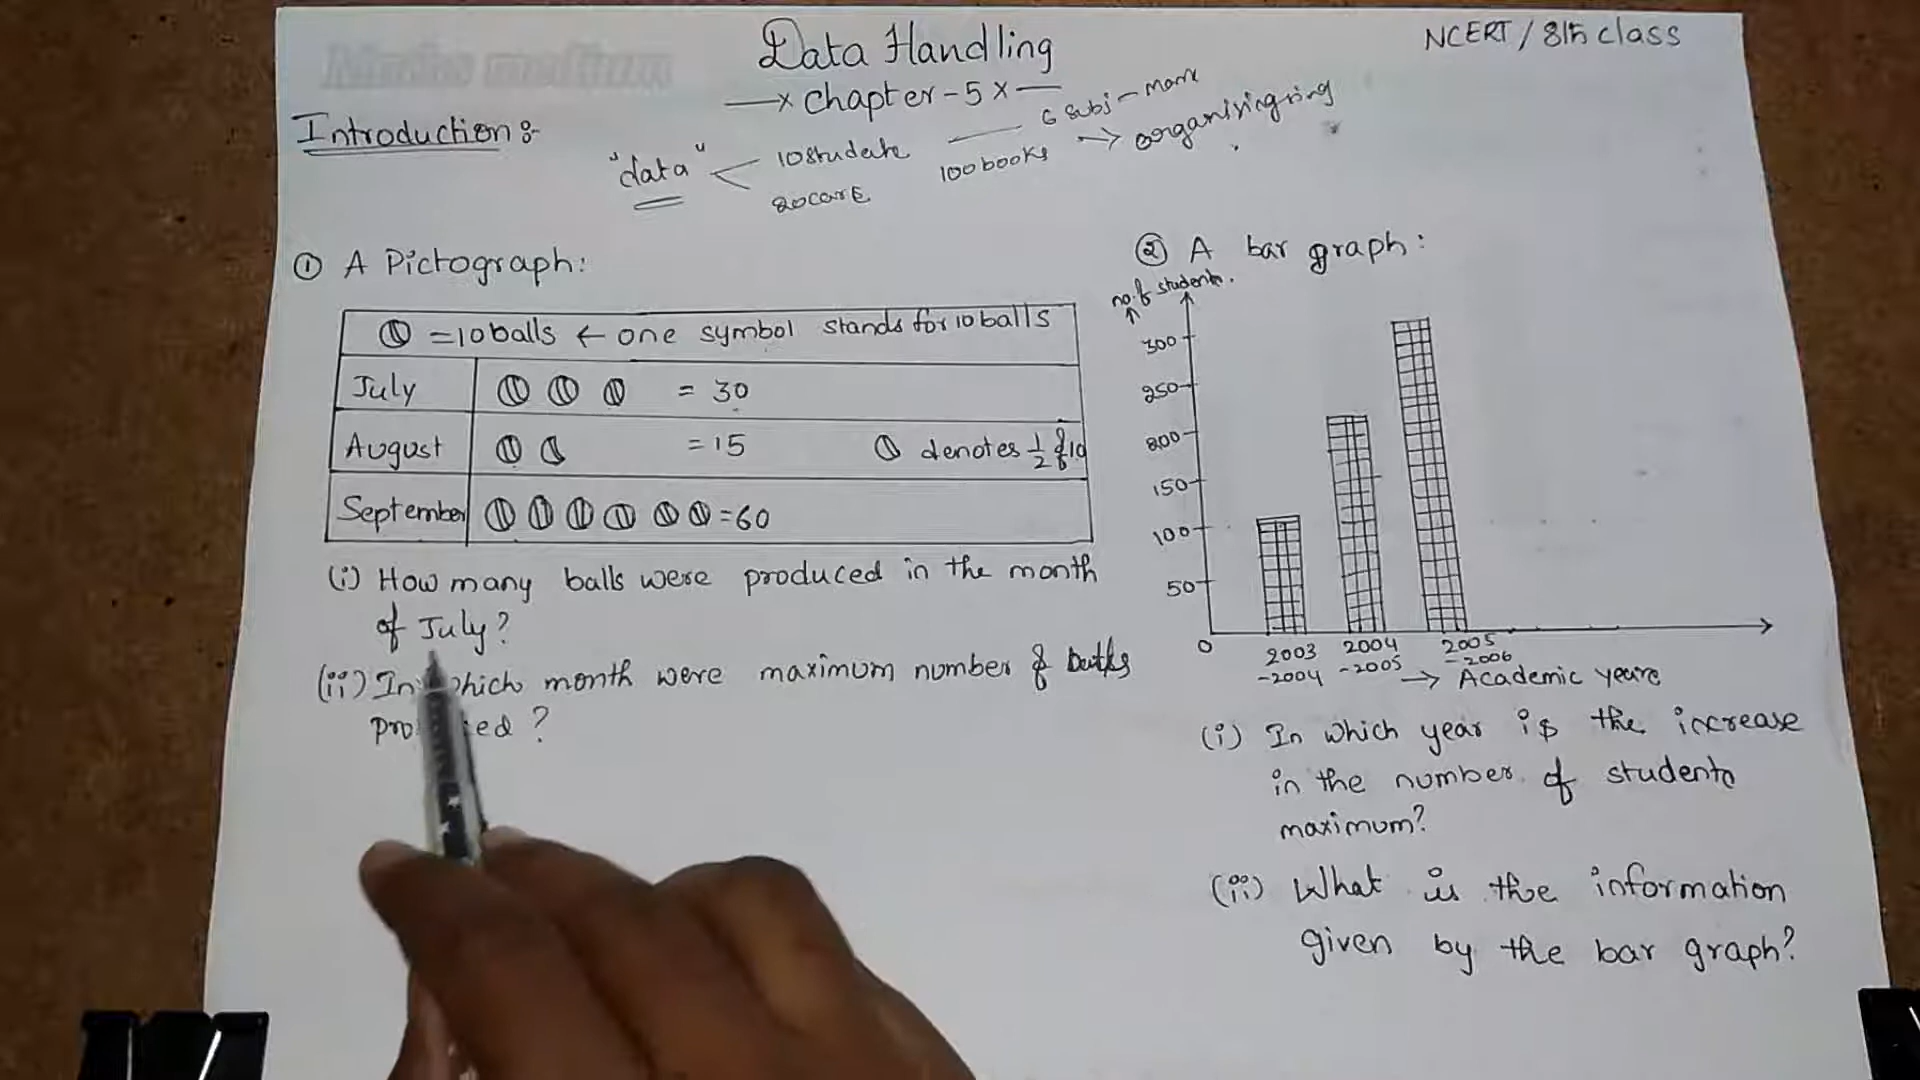 Data Handling
NCERT / 8th class
—x Chapter-5 x—
Introduction:-
"data"
10 students
6 subj - mark
20 cars
100 books
→
① A Pictograph:
= 10 balls ← one symbol stands for 10 balls
July = 30
August = 15 denotes 1/2 of 10
September = 60
(i) How many balls were produced in the month
of July?
(ii) In which month were maximum number of
② A bar graph:
no. of students.
300
250
200
150
100
50
0
2003 -2004
2004 -2005
2005 -2006
→ Academic years
(i) In which year is the increase
in the number of students
maximum?
(ii) What is the information
given by the bar graph?